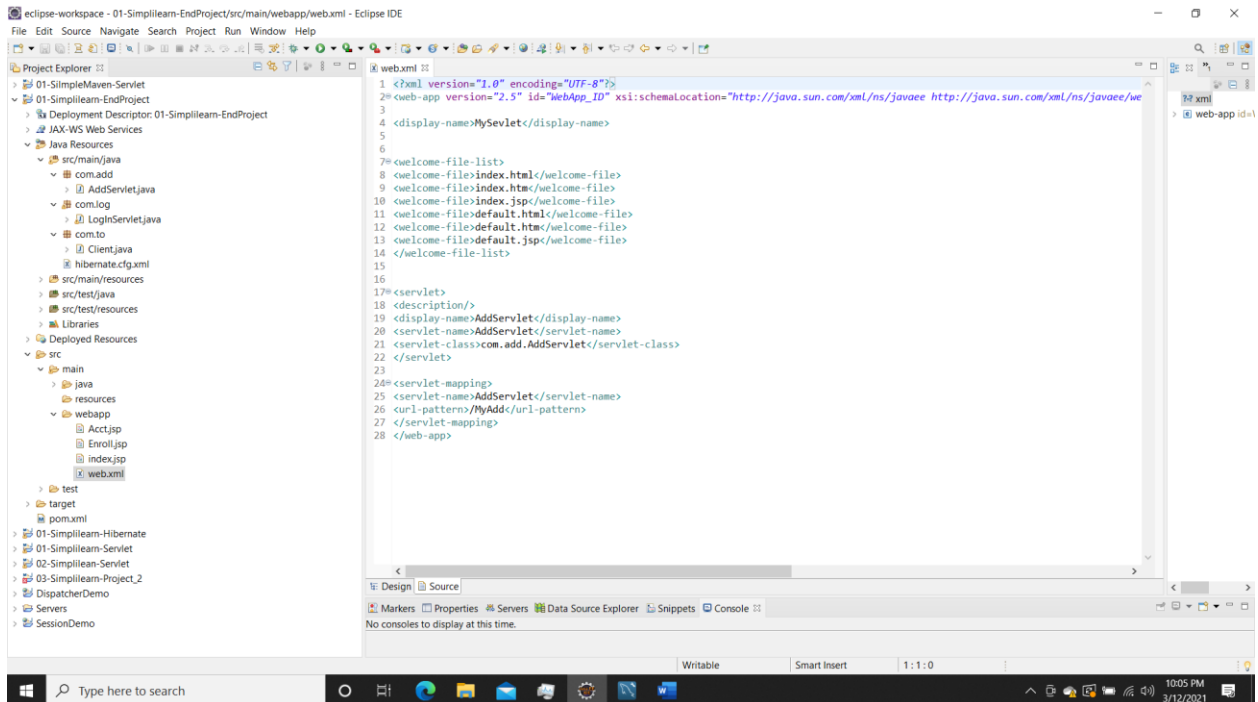 eclipse-workspace - 01-Simplilearn-EndProject/src/main/webapp/web.xml - Eclipse IDE
File Edit Source Navigate Search Project Run Window Help
Project Explorer
01-SilmpleMaven-Servlet
01-Simplilearn-EndProject
Deployment Descriptor: 01-Simplilearn-EndProject
JAX-WS Web Services
Java Resources
src/main/java
com.add
AddServlet.java
com.log
LogInServlet.java
com.to
Client.java
hibernate.cfg.xml
src/main/resources
src/test/java
src/test/resources
Libraries
Deployed Resources
src
main
java
resources
webapp
Acct.jsp
Enroll.jsp
index.jsp
web.xml
test
target
pom.xml
01-Simplilearn-Hibernate
01-Simplilearn-Servlet
02-Simplilean-Servlet
03-Simplilearn-Project_2
DispatcherDemo
Servers
SessionDemo
web.xml
1 <?xml version="1.0" encoding="UTF-8"?>
2 <web-app version="2.5" id="WebApp_ID" xsi:schemaLocation="http://java.sun.com/xml/ns/javaee http://java.sun.com/xml/ns/javaee/we
3
4 <display-name>MySevlet</display-name>
5
6
7 <welcome-file-list>
8 <welcome-file>index.html</welcome-file>
9 <welcome-file>index.htm</welcome-file>
10 <welcome-file>index.jsp</welcome-file>
11 <welcome-file>default.html</welcome-file>
12 <welcome-file>default.htm</welcome-file>
13 <welcome-file>default.jsp</welcome-file>
14 </welcome-file-list>
15
16
17 <servlet>
18 <description/>
19 <display-name>AddServlet</display-name>
20 <servlet-name>AddServlet</servlet-name>
21 <servlet-class>com.add.AddServlet</servlet-class>
22 </servlet>
23
24 <servlet-mapping>
25 <servlet-name>AddServlet</servlet-name>
26 <url-pattern>/MyAdd</url-pattern>
27 </servlet-mapping>
28 </web-app>
Design Source
?=? xml
web-app id=
Markers Properties Servers Data Source Explorer Snippets Console
No consoles to display at this time.
Writable Smart Insert 1:1:0
Type here to search
10:05 PM
3/12/2021